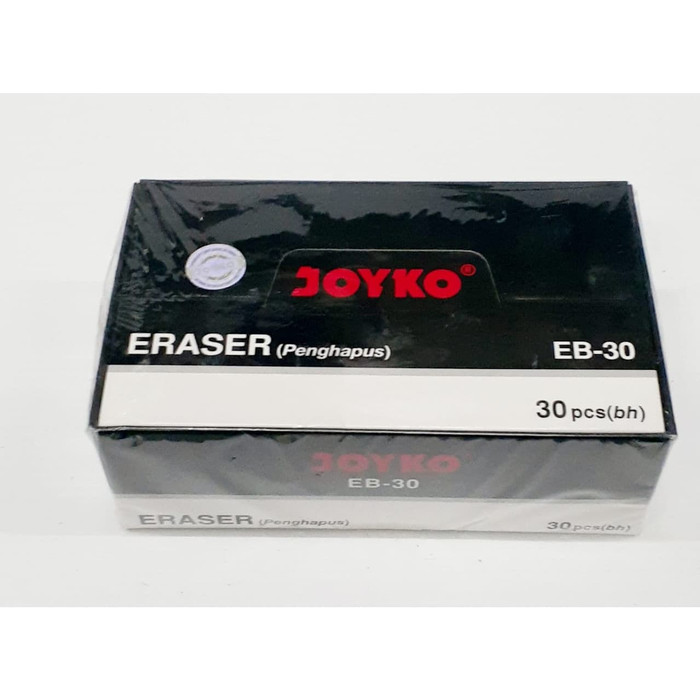 JOYKO®
ERASER (Penghapus)
EB-30
30 pcs(bh)
JOYKO
EB-30
ERASER (Penghapus)
30 pcs(bh)